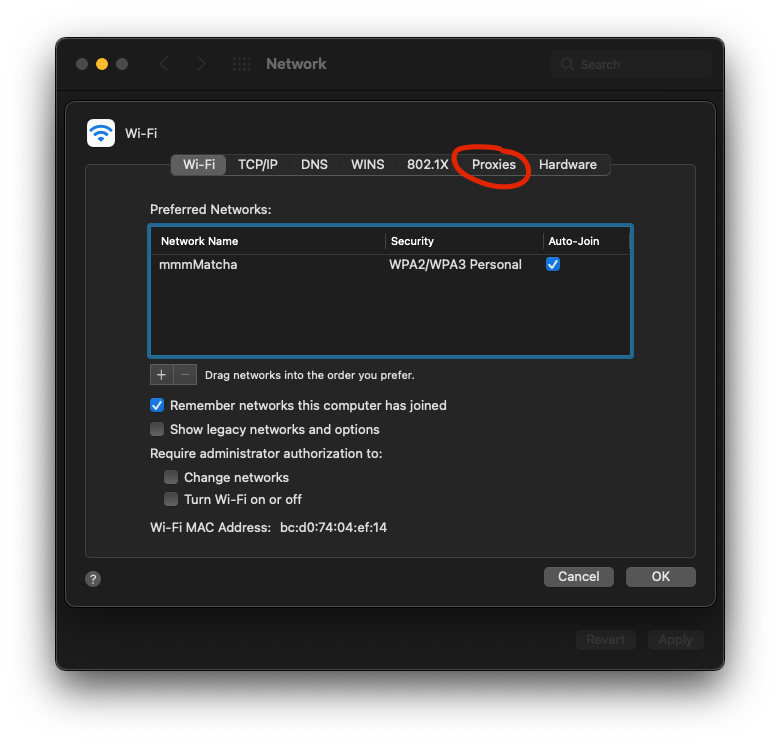 Network
Search
Wi-Fi
Wi-Fi TCP/IP DNS WINS 802.1X Proxies Hardware
Preferred Networks:
Network Name Security Auto-Join
mmmMatcha WPA2/WPA3 Personal
+ − Drag networks into the order you prefer.
Remember networks this computer has joined
Show legacy networks and options
Require administrator authorization to:
Change networks
Turn Wi-Fi on or off
Wi-Fi MAC Address: bc:d0:74:04:ef:14
? Cancel OK
Revert Apply